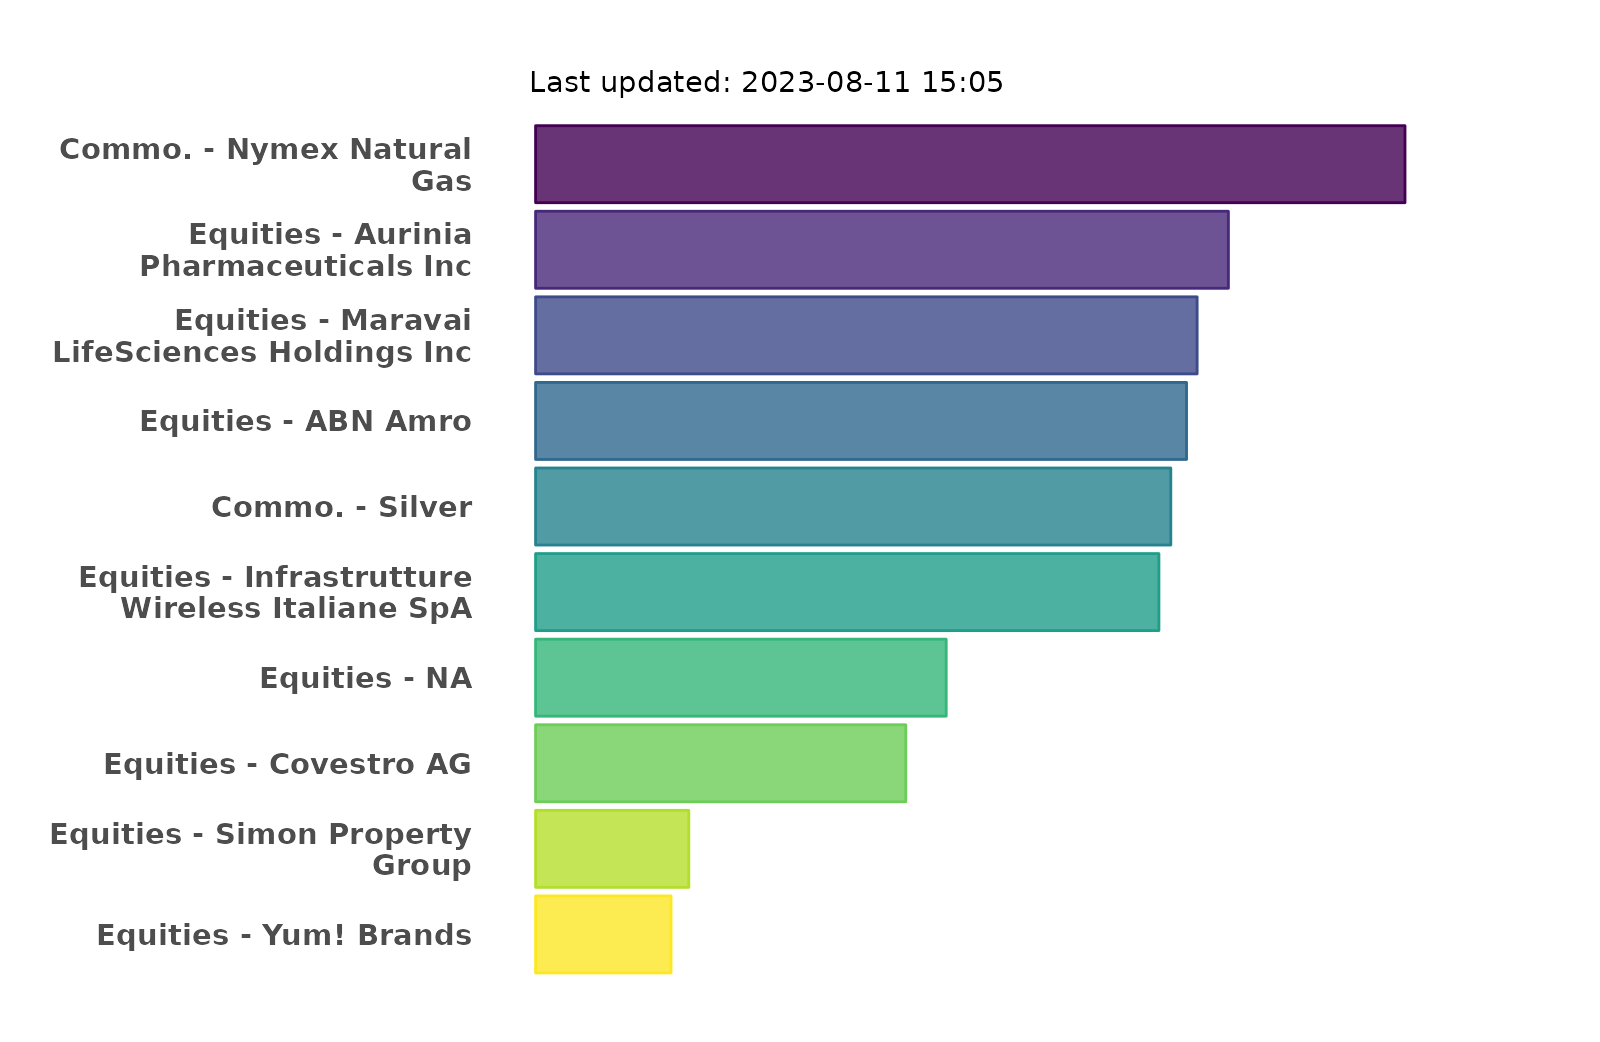 Last updated: 2023-08-11 15:05
Commo. - Nymex Natural
Gas
Equities - Aurinia
Pharmaceuticals Inc
Equities - Maravai
LifeSciences Holdings Inc
Equities - ABN Amro
Commo. - Silver
Equities - Infrastrutture
Wireless Italiane SpA
Equities - NA
Equities - Covestro AG
Equities - Simon Property
Group
Equities - Yum! Brands